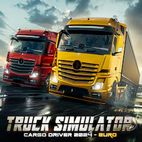 TRUCK SIMULATOR
CARGO DRIVER 2024 - EURO